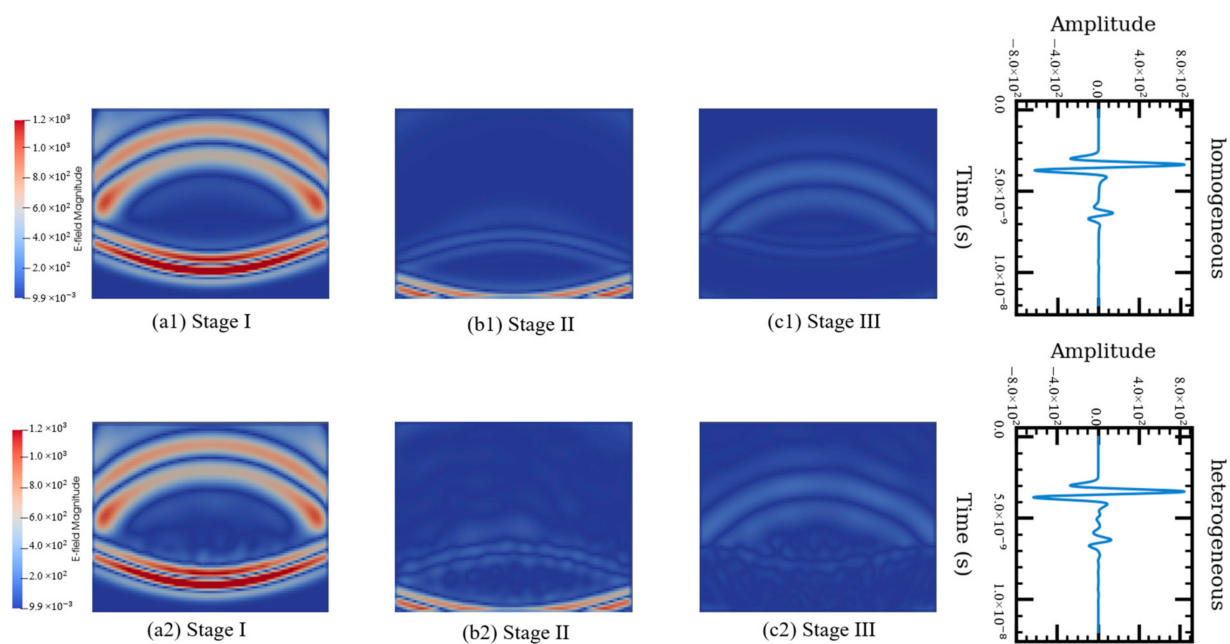 Amplitude
−8.0×10²
−4.0×10²
0.0
4.0×10²
8.0×10²
1.2 ×10³
1.0 ×10³
8.0 ×10²
6.0 ×10²
4.0 ×10²
2.0 ×10²
9.9 ×10⁻³
E-field Magnitude
0.0
5.0×10⁻⁹
1.0×10⁻⁸
Time (s)
homogeneous
(a1) Stage I
(b1) Stage II
(c1) Stage III
Amplitude
−8.0×10²
−4.0×10²
0.0
4.0×10²
8.0×10²
1.2 ×10³
1.0 ×10³
8.0 ×10²
6.0 ×10²
4.0 ×10²
2.0 ×10²
9.9 ×10⁻³
E-field Magnitude
0.0
5.0×10⁻⁹
1.0×10⁻⁸
Time (s)
heterogeneous
(a2) Stage I
(b2) Stage II
(c2) Stage III